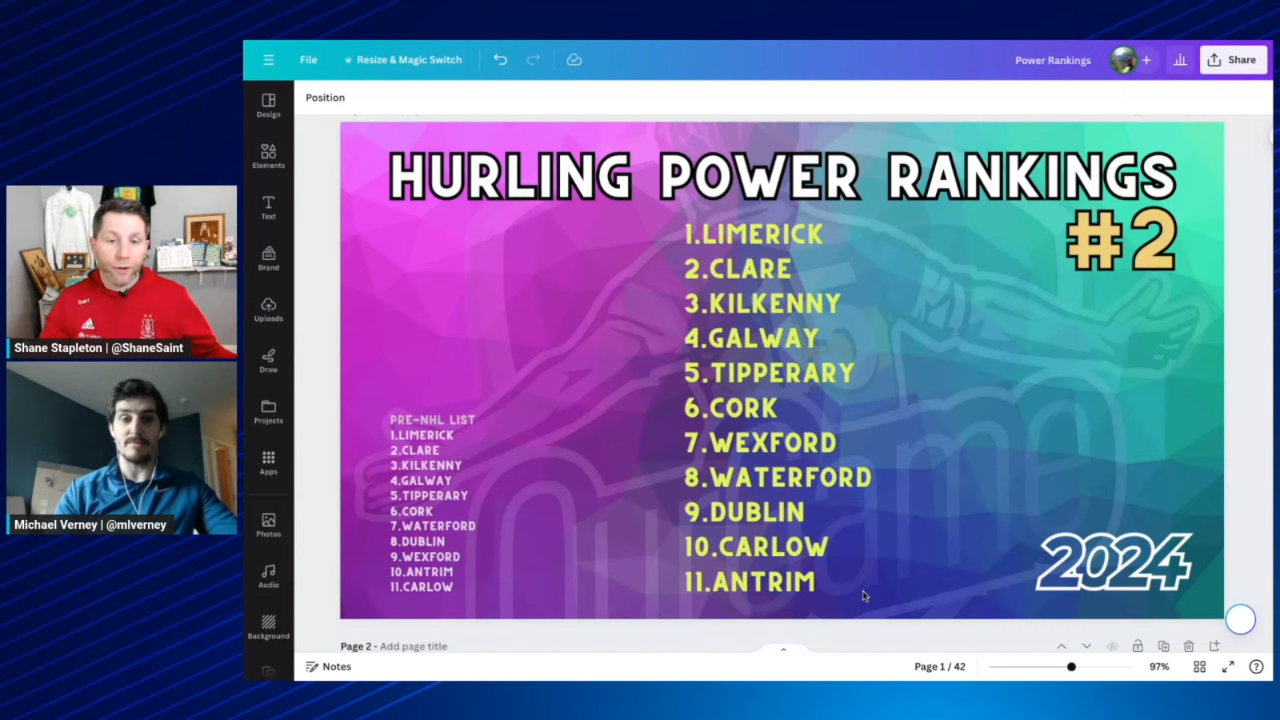 File
Resize & Magic Switch
Power Rankings
+
Share
Position
Design
Elements
Text
Brand
Uploads
Draw
Projects
Apps
Photos
Audio
Background
HURLING POWER RANKINGS
#2
1.LIMERICK
2.CLARE
3.KILKENNY
4.GALWAY
5.TIPPERARY
6.CORK
7.WEXFORD
8.WATERFORD
9.DUBLIN
10.CARLOW
11.ANTRIM
PRE-NHL LIST
1.LIMERICK
2.CLARE
3.KILKENNY
4.GALWAY
5.TIPPERARY
6.CORK
7.WATERFORD
8.DUBLIN
9.WEXFORD
10.ANTRIM
11.CARLOW
2024
Shane Stapleton | @ShaneSaint
Michael Verney | @mlverney
Page 2 - Add page title
Notes
Page 1 / 42
97%